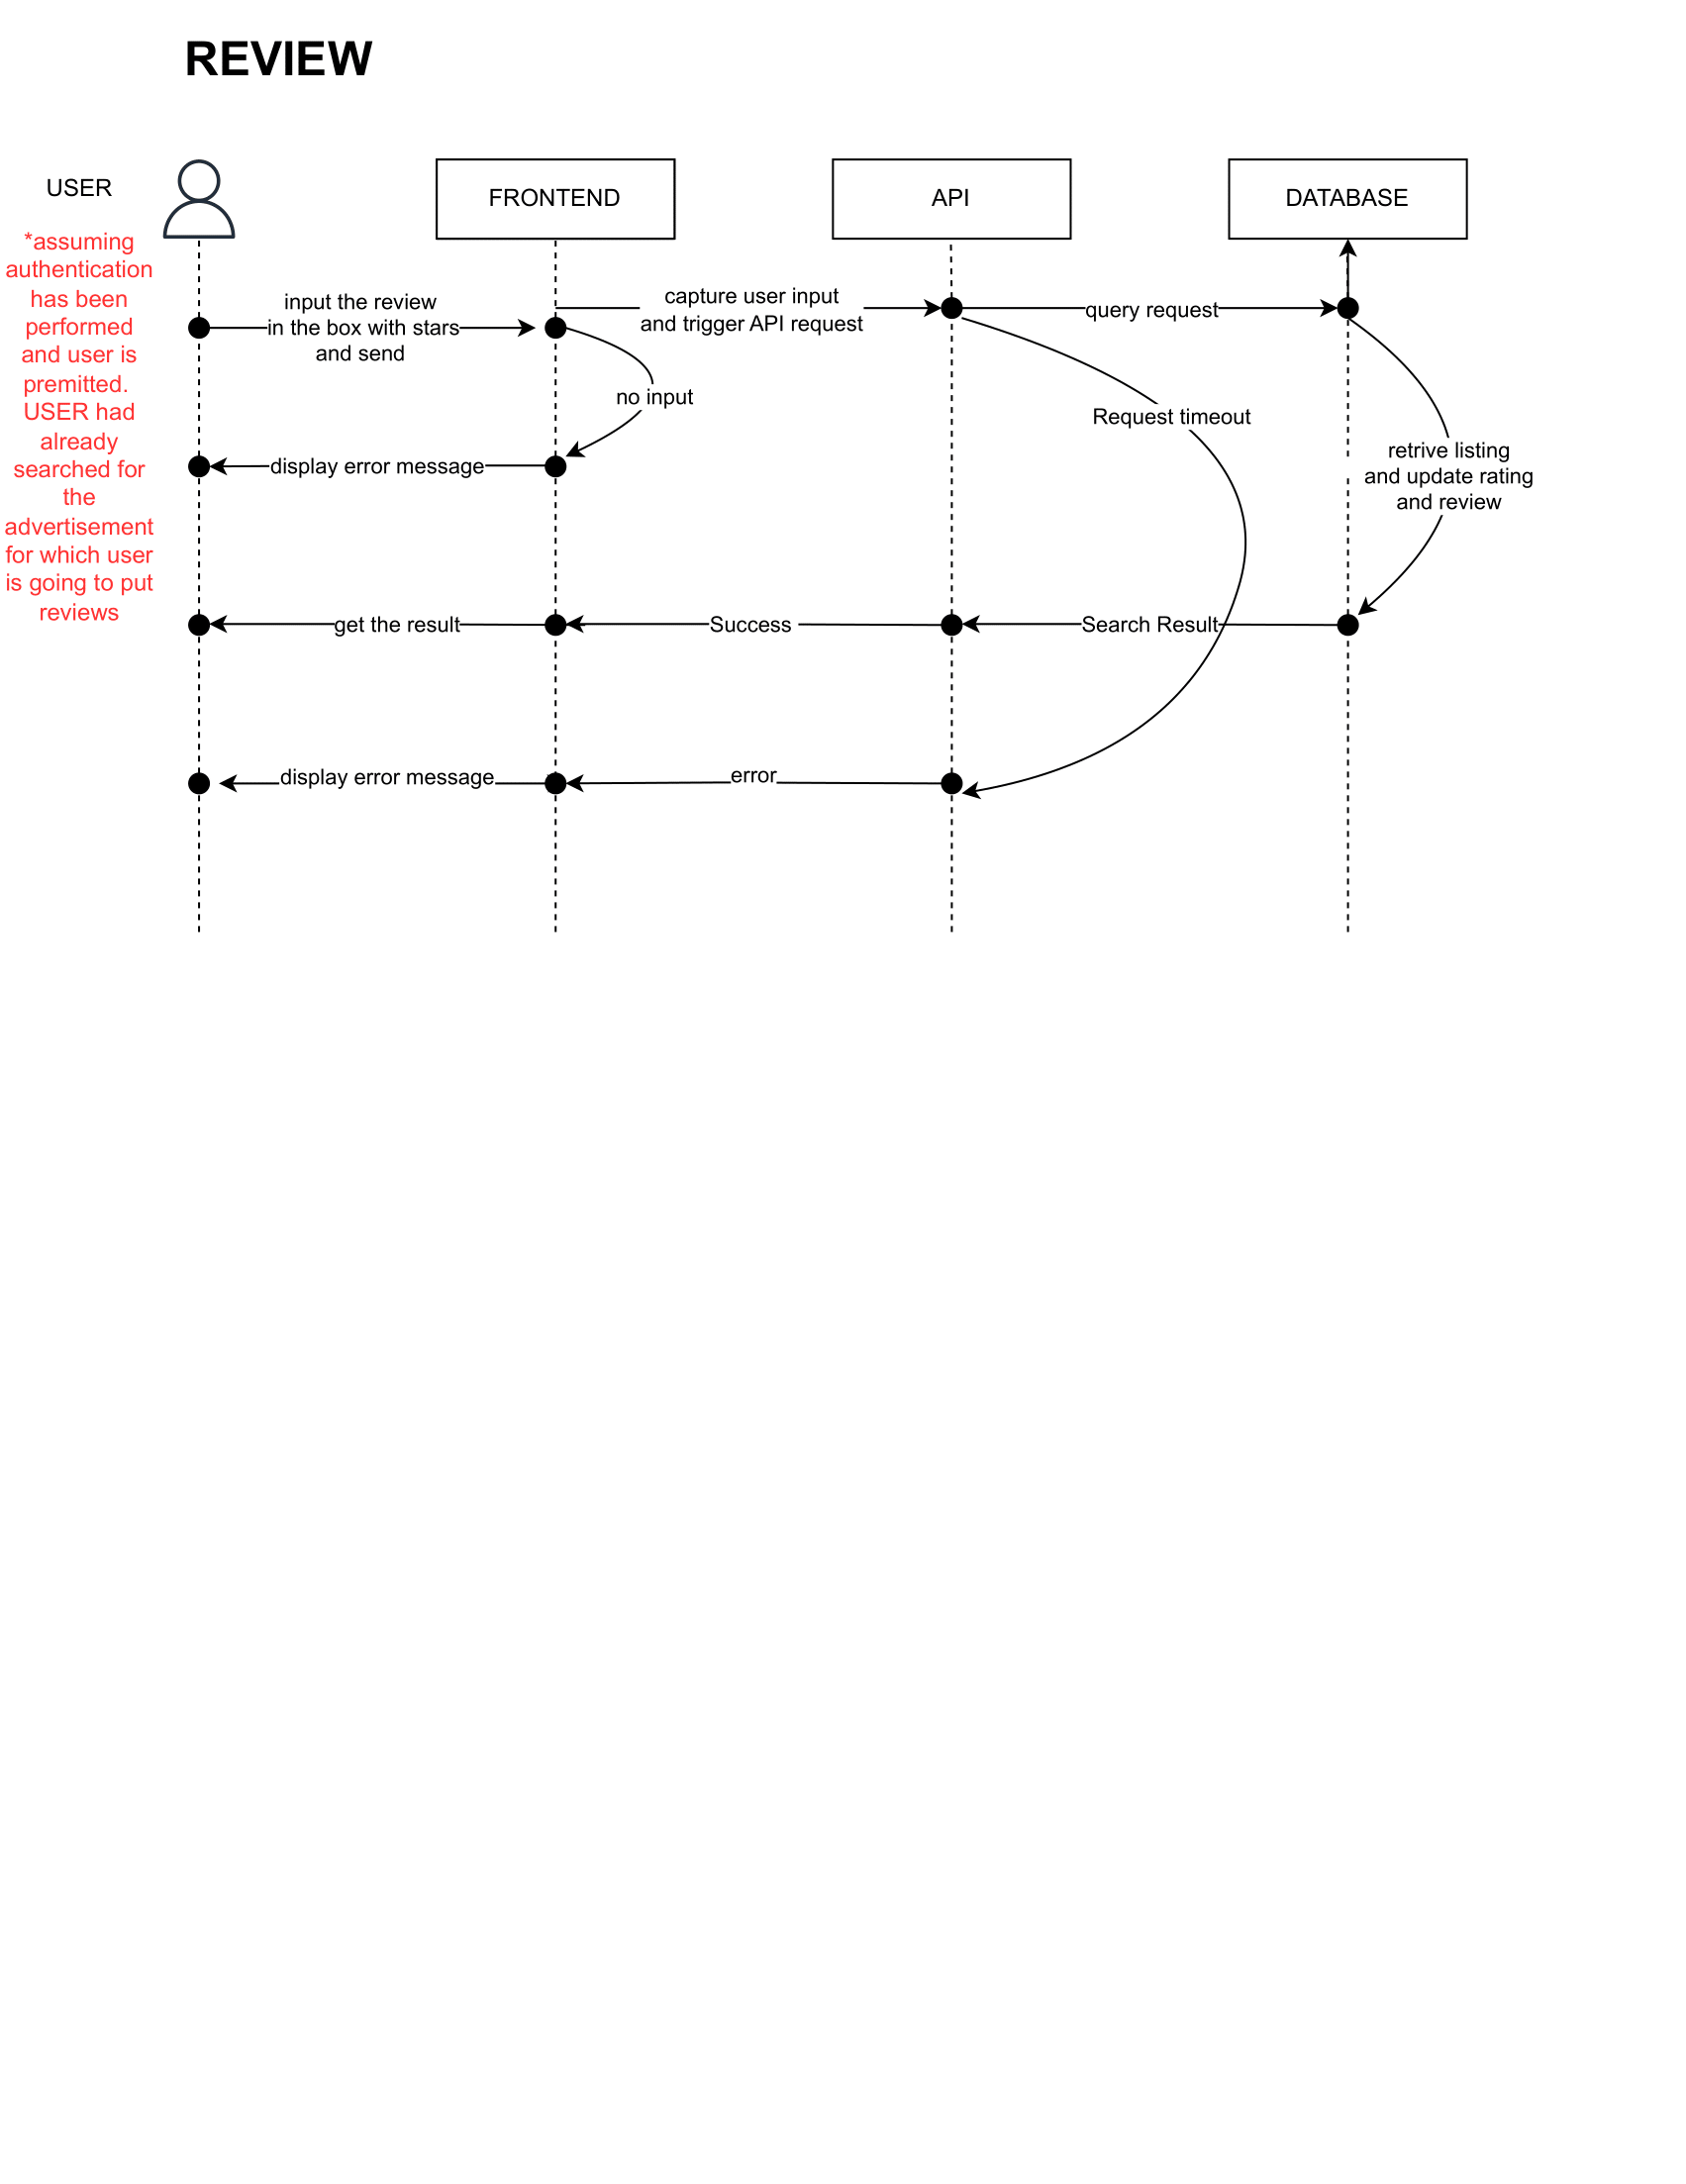 REVIEW
USER
FRONTEND
API
DATABASE
*assuming
authentication
has been
performed
and user is
premitted.
USER had
already
searched for
the
advertisement
for which user
is going to put
reviews
input the review
in the box with stars
and send
capture user input
and trigger API request
query request
no input
Request timeout
retrive listing
and update rating
and review
display error message
get the result
Success
Search Result
display error message
error